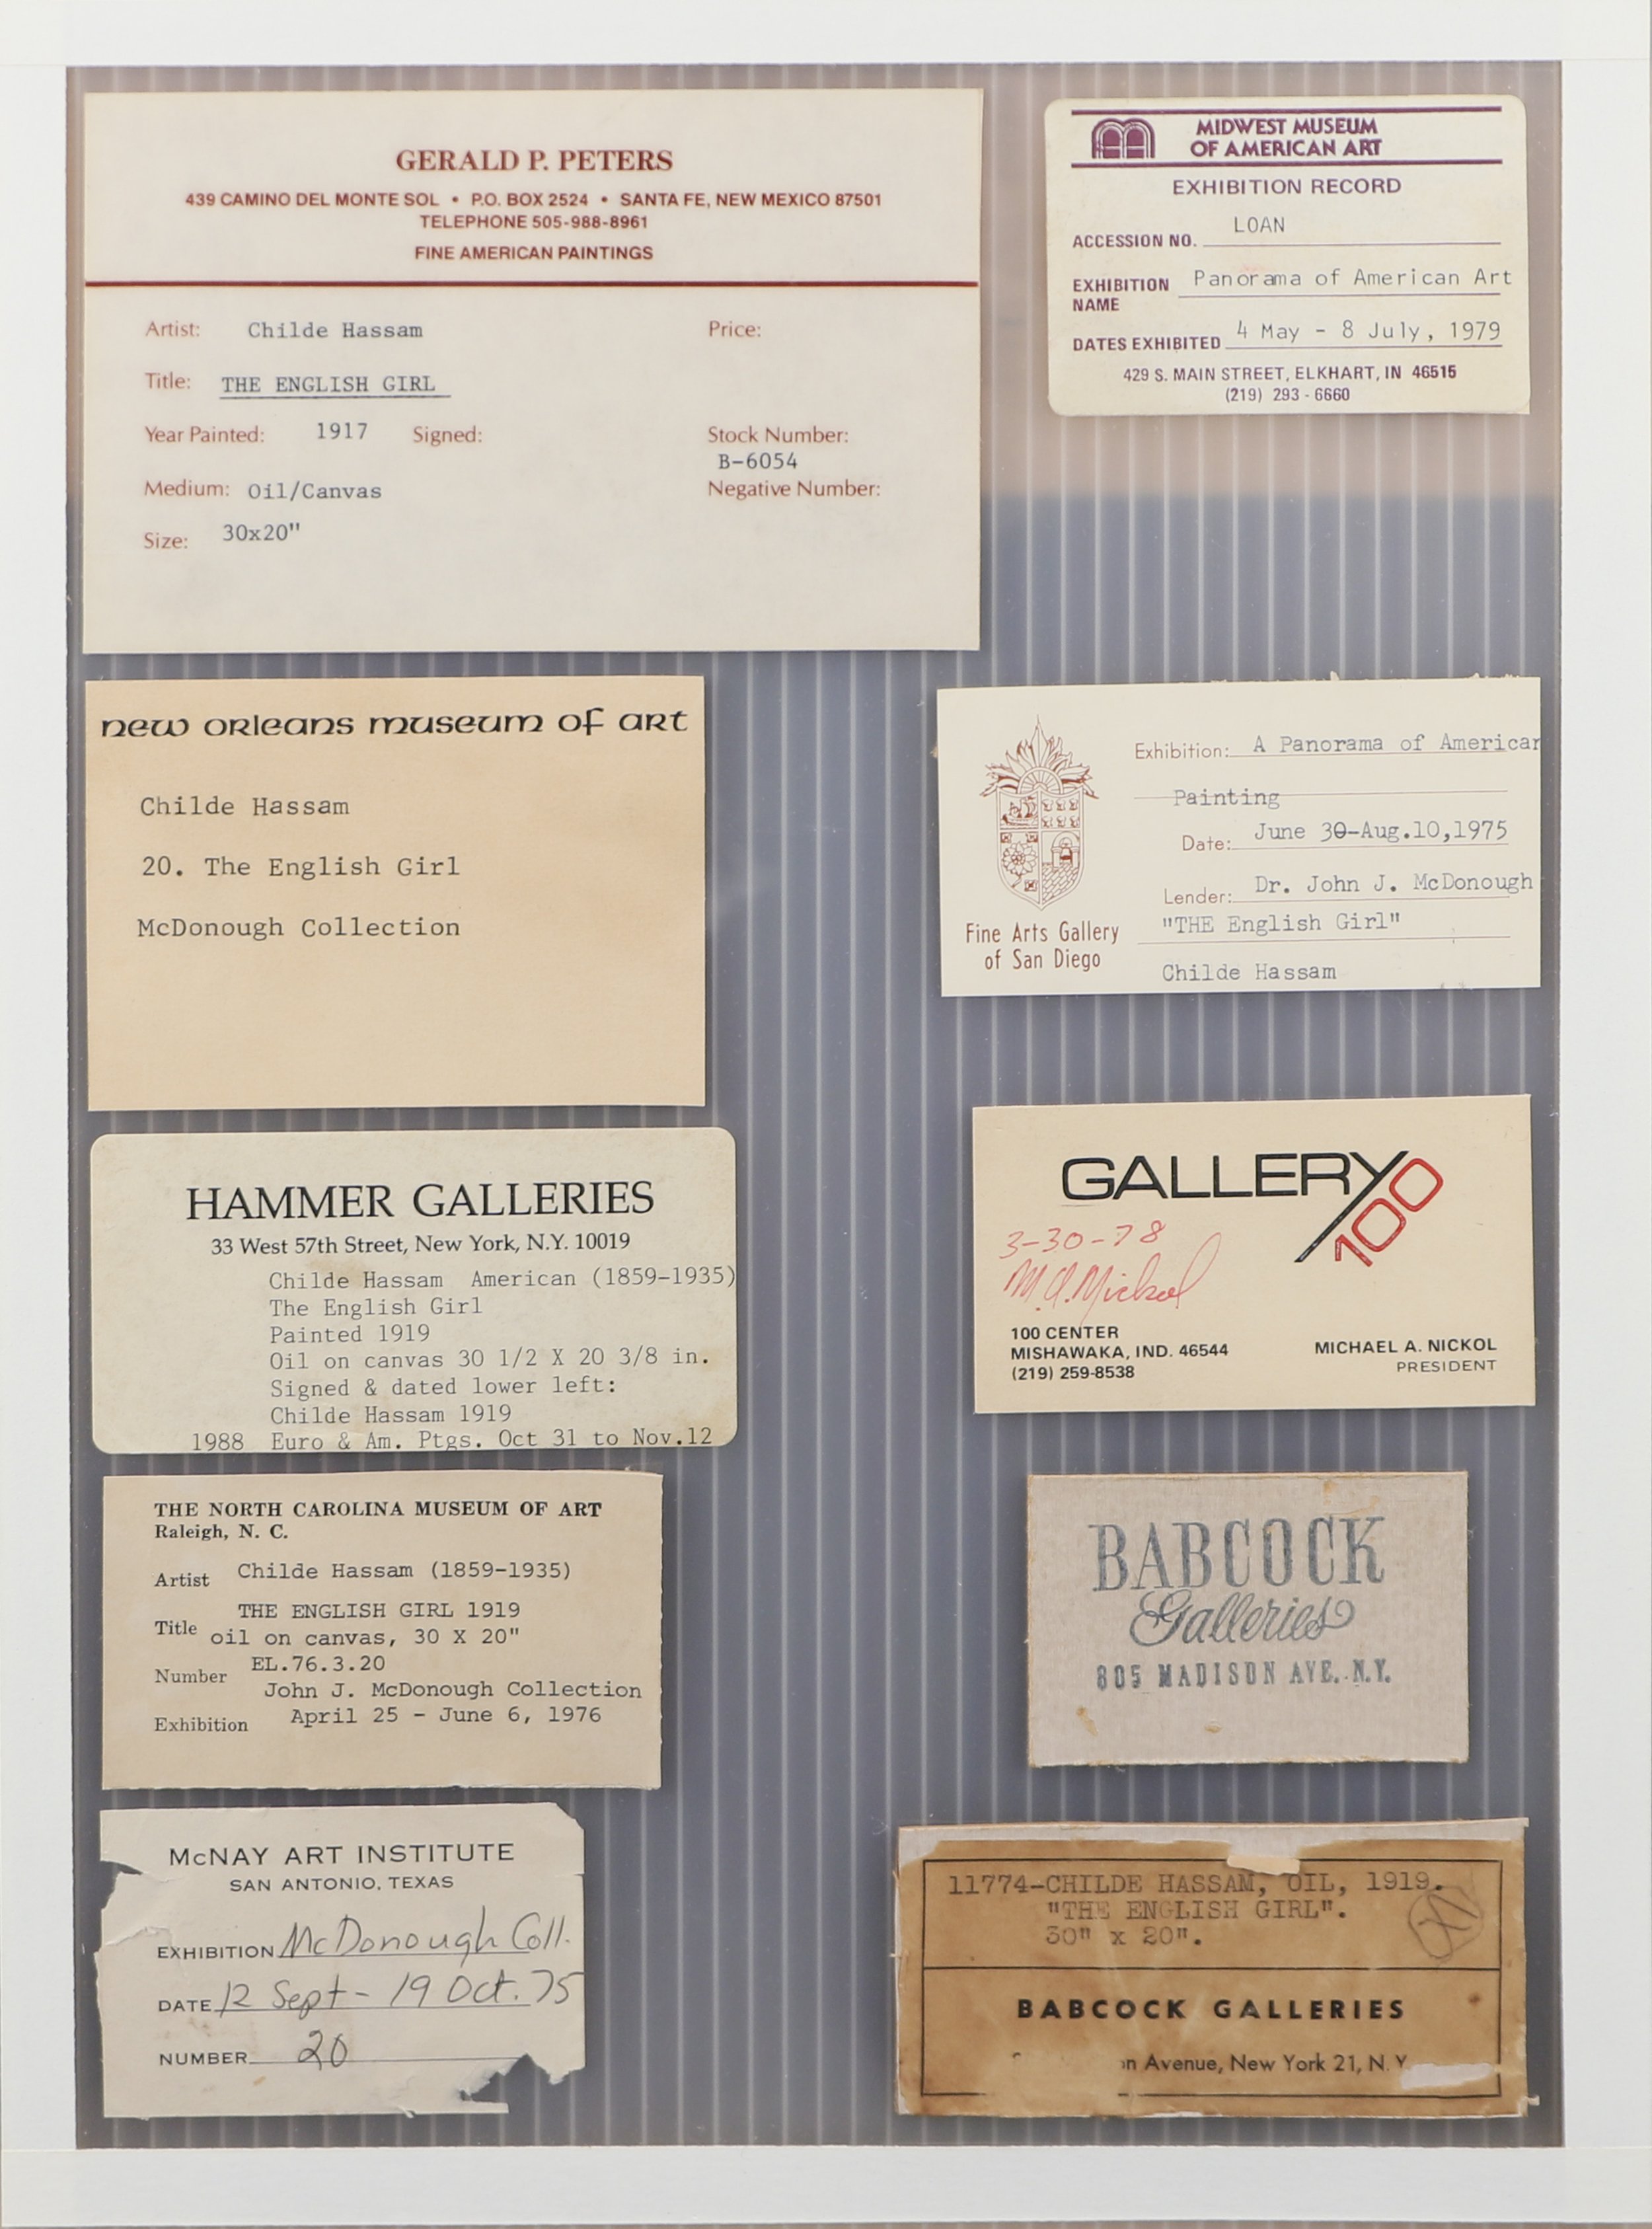 GERALD P. PETERS
439 CAMINO DEL MONTE SOL • P.O. BOX 2524 • SANTA FE, NEW MEXICO 87501
TELEPHONE 505-988-8961
FINE AMERICAN PAINTINGS
Artist: Childe Hassam Price:
Title: THE ENGLISH GIRL
Year Painted: 1917 Signed: Stock Number:
B-6054
Medium: Oil/Canvas Negative Number:
Size: 30x20"
MIDWEST MUSEUM
OF AMERICAN ART
EXHIBITION RECORD
ACCESSION NO. LOAN
EXHIBITION Panorama of American Art
NAME
DATES EXHIBITED 4 May - 8 July, 1979
429 S. MAIN STREET, ELKHART, IN 46515
(219) 293-6660
new orleans museum of art
Childe Hassam
20. The English Girl
McDonough Collection
Exhibition: A Panorama of American
Painting
Date: June 30-Aug.10,1975
Lender: Dr. John J. McDonough
"THE English Girl"
Childe Hassam
Fine Arts Gallery
of San Diego
HAMMER GALLERIES
33 West 57th Street, New York, N.Y. 10019
Childe Hassam American (1859-1935)
The English Girl
Painted 1919
Oil on canvas 30 1/2 X 20 3/8 in.
Signed & dated lower left:
Childe Hassam 1919
1988 Euro & Am. Ptgs. Oct 31 to Nov.12
GALLERY 100
3-30-78
M.A. Nickol
100 CENTER
MISHAWAKA, IND. 46544
(219) 259-8538
MICHAEL A. NICKOL
PRESIDENT
THE NORTH CAROLINA MUSEUM OF ART
Raleigh, N. C.
Artist Childe Hassam (1859-1935)
THE ENGLISH GIRL 1919
Title oil on canvas, 30 X 20"
Number EL.76.3.20
John J. McDonough Collection
Exhibition April 25 - June 6, 1976
BABCOCK
Galleries
805 MADISON AVE. N.Y.
McNAY ART INSTITUTE
SAN ANTONIO, TEXAS
EXHIBITION McDonough Coll.
DATE 12 Sept - 19 Oct. 75
NUMBER 20
11774-CHILDE HASSAM, OIL, 1919.
"THE ENGLISH GIRL".
30" x 20".
BABCOCK GALLERIES
n Avenue, New York 21, N.Y.